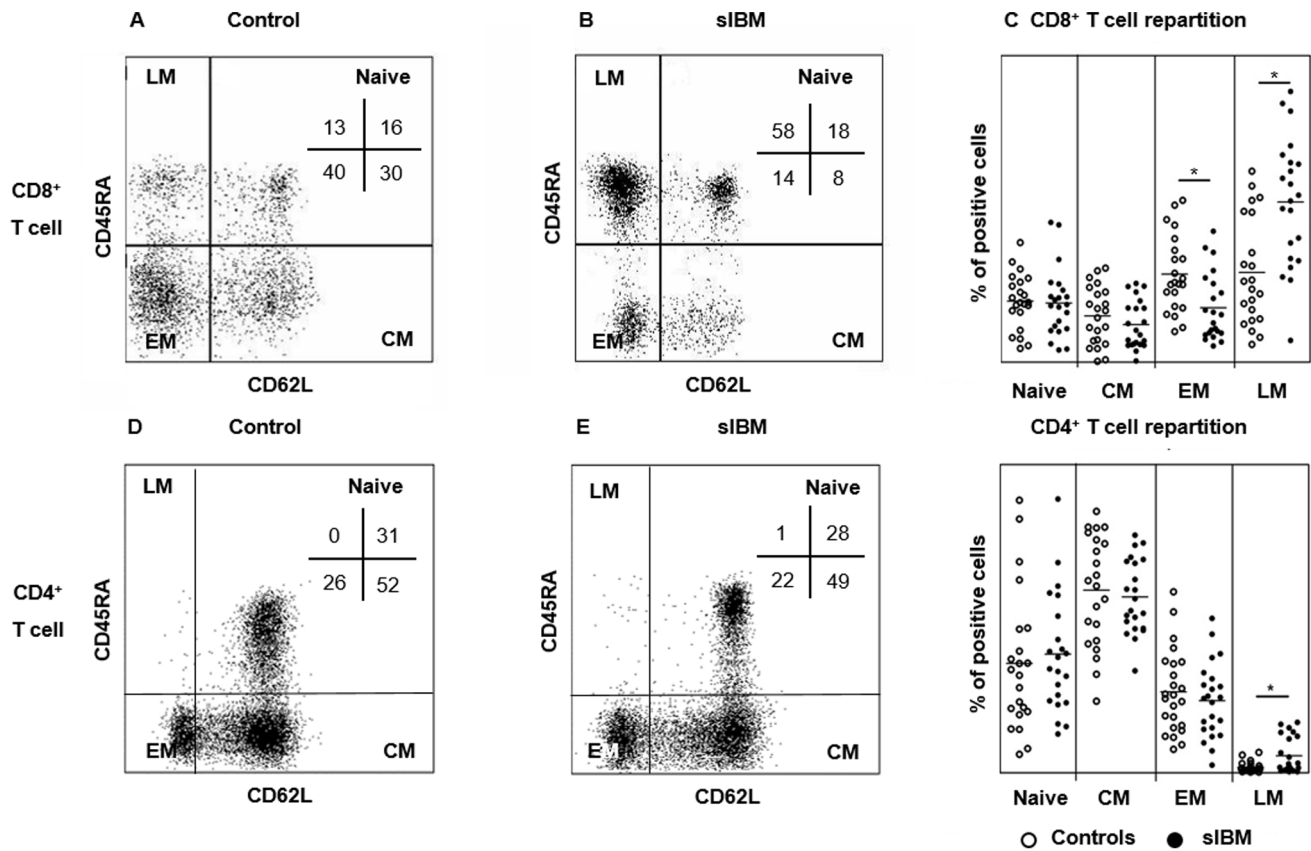 A Control
B sIBM
C CD8⁺ T cell repartition
LM Naive
13 16
40 30
EM CM
CD45RA
CD62L
CD8⁺
T cell
LM Naive
58 18
14 8
EM CM
CD45RA
CD62L
% of positive cells
* *
Naive CM EM LM
D Control
E sIBM
CD4⁺ T cell repartition
LM Naive
0 31
26 52
EM CM
CD45RA
CD62L
CD4⁺
T cell
LM Naive
1 28
22 49
EM CM
CD45RA
CD62L
% of positive cells
*
Naive CM EM LM
Controls sIBM